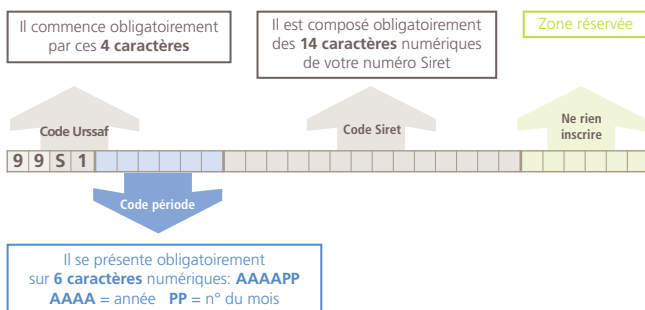 Il commence obligatoirement
par ces 4 caractères
Il est composé obligatoirement
des 14 caractères numériques
de votre numéro Siret
Zone réservée
Code Urssaf
Code Siret
Ne rien
inscrire
9 9 S 1
Code période
Il se présente obligatoirement
sur 6 caractères numériques: AAAAPP
AAAA = année PP = n° du mois